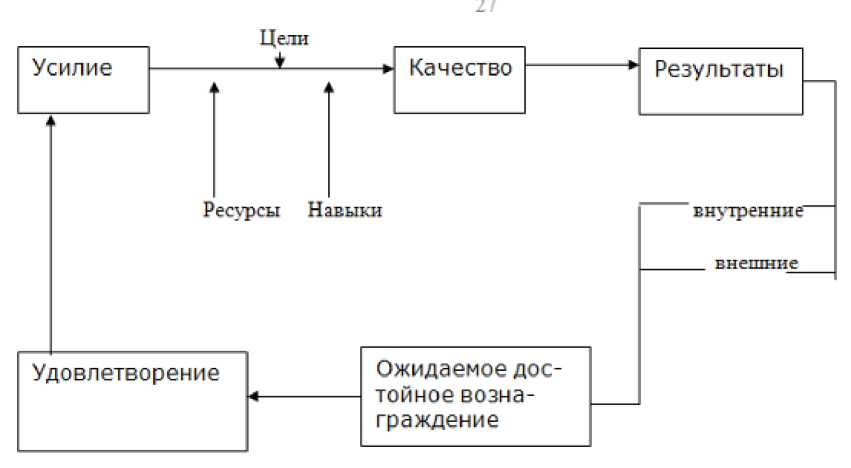 27
Цели
Усилие
Качество
Результаты
Ресурсы
Навыки
внутренние
внешние
Удовлетворение
Ожидаемое дос-
тойное возна-
граждение